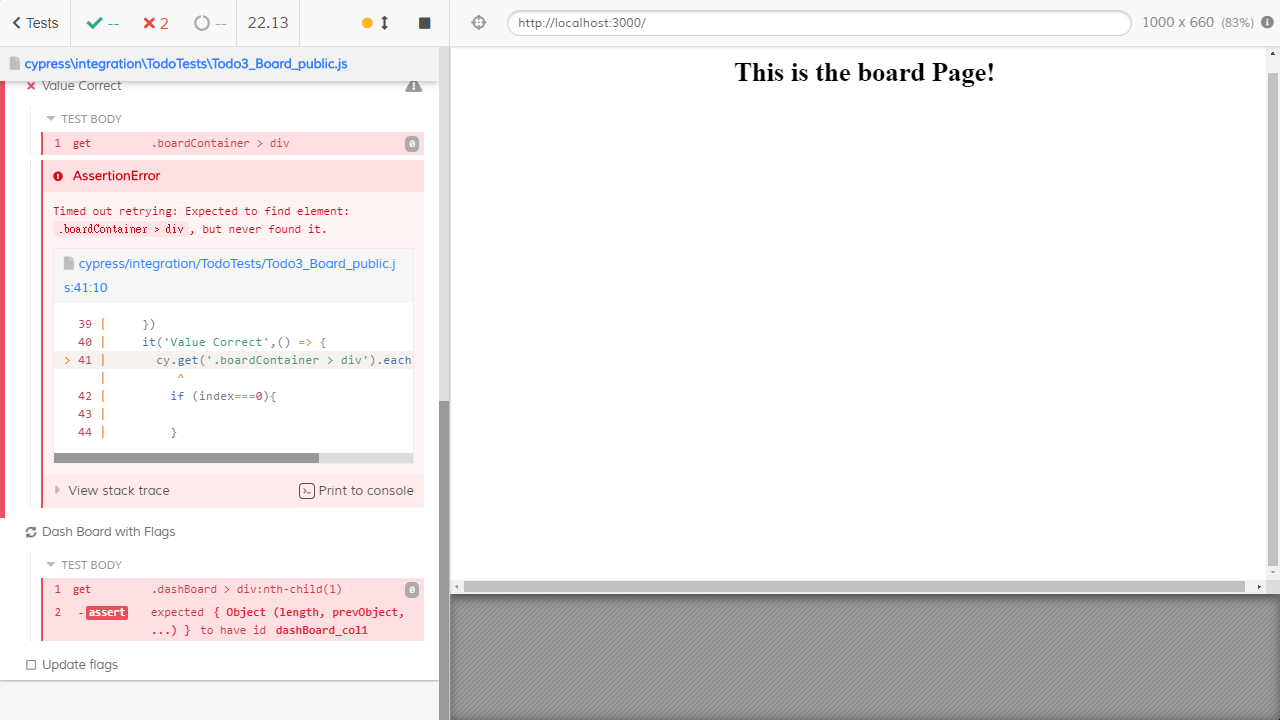 Tests
--
2
--
22.13
http://localhost:3000/
1000 x 660 (83%)
cypress\integration\TodoTests\Todo3_Board_public.js
Value Correct
TEST BODY
1 get .boardContainer > div 0
AssertionError
Timed out retrying: Expected to find element:
.boardContainer > div , but never found it.
cypress/integration/TodoTests/Todo3_Board_public.j
s:41:10
39 | })
40 | it('Value Correct',() => {
> 41 | cy.get('.boardContainer > div').each
| ^
42 | if (index===0){
43 |
44 | }
View stack trace
Print to console
Dash Board with Flags
TEST BODY
1 get .dashBoard > div:nth-child(1) 0
2 -assert expected { Object (length, prevObject,
...) } to have id dashBoard_col1
Update flags
This is the board Page!